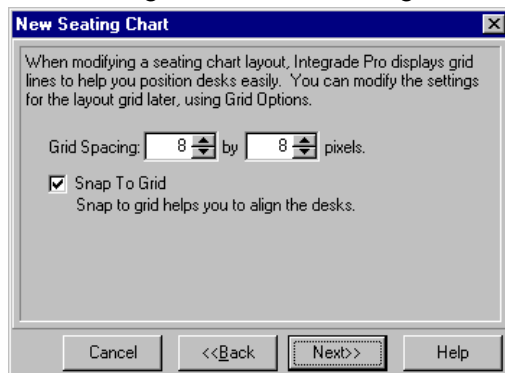 New Seating Chart
When modifying a seating chart layout, Integrade Pro displays grid
lines to help you position desks easily. You can modify the settings
for the layout grid later, using Grid Options.
Grid Spacing: 8 by 8 pixels.
Snap To Grid
Snap to grid helps you to align the desks.
Cancel <<Back Next>> Help